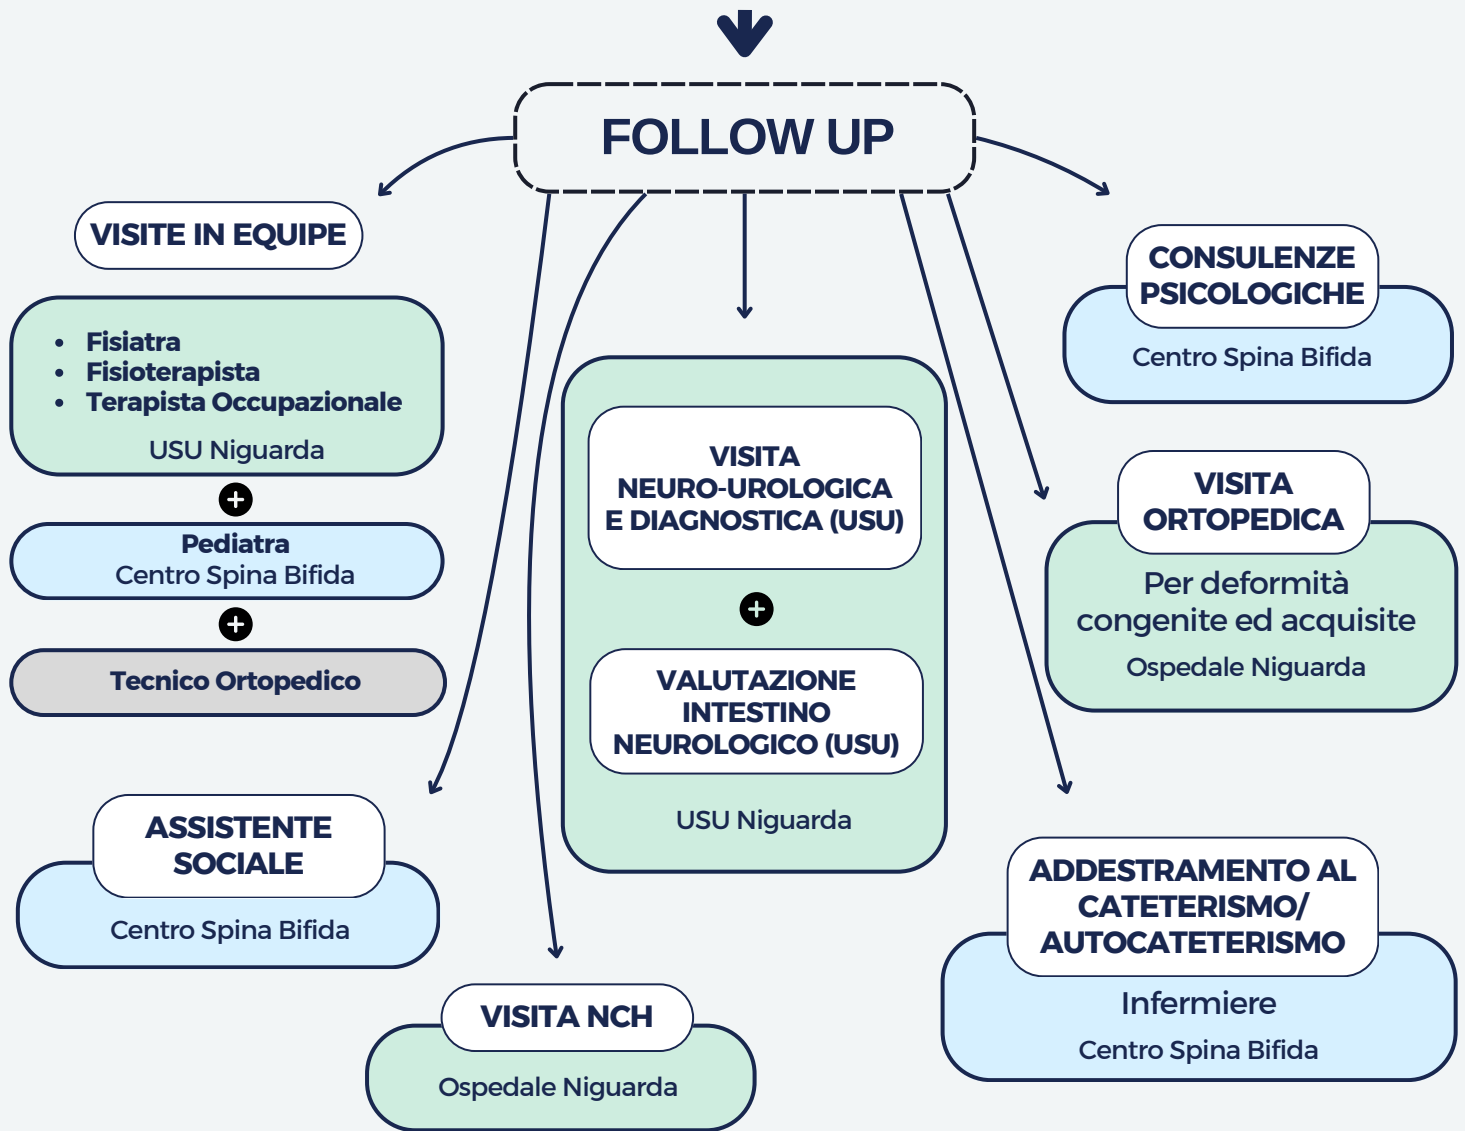 FOLLOW UP
VISITE IN EQUIPE
• Fisiatra
• Fisioterapista
• Terapista Occupazionale
USU Niguarda
+
Pediatra
Centro Spina Bifida
+
Tecnico Ortopedico
ASSISTENTE
SOCIALE
Centro Spina Bifida
VISITA NCH
Ospedale Niguarda
VISITA
NEURO-UROLOGICA
E DIAGNOSTICA (USU)
+
VALUTAZIONE
INTESTINO
NEUROLOGICO (USU)
USU Niguarda
CONSULENZE
PSICOLOGICHE
Centro Spina Bifida
VISITA
ORTOPEDICA
Per deformità
congenite ed acquisite
Ospedale Niguarda
ADDESTRAMENTO AL
CATETERISMO/
AUTOCATETERISMO
Infermiere
Centro Spina Bifida